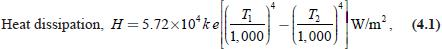 Heat dissipation, H = 5.72×10⁴ k e[(T₁/1,000)⁴ − (T₂/1,000)⁴] W/m², (4.1)